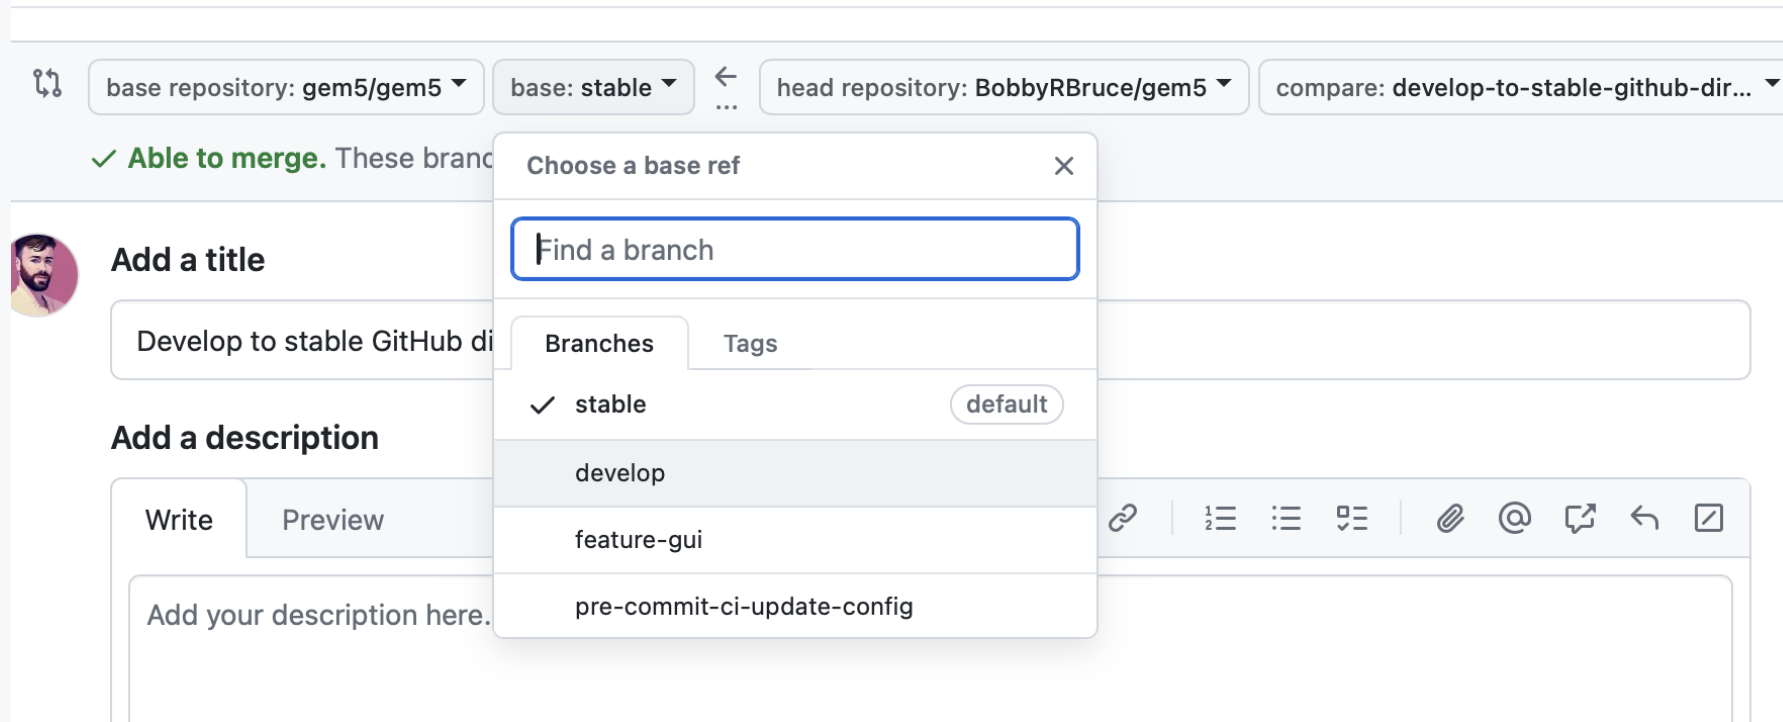 base repository: gem5/gem5 base: stable head repository: BobbyRBruce/gem5 compare: develop-to-stable-github-dir...
Able to merge. These branc
Choose a base ref
Find a branch
Add a title
Branches Tags
Develop to stable GitHub di
stable default
Add a description
develop
Write Preview
feature-gui
pre-commit-ci-update-config
Add your description here.